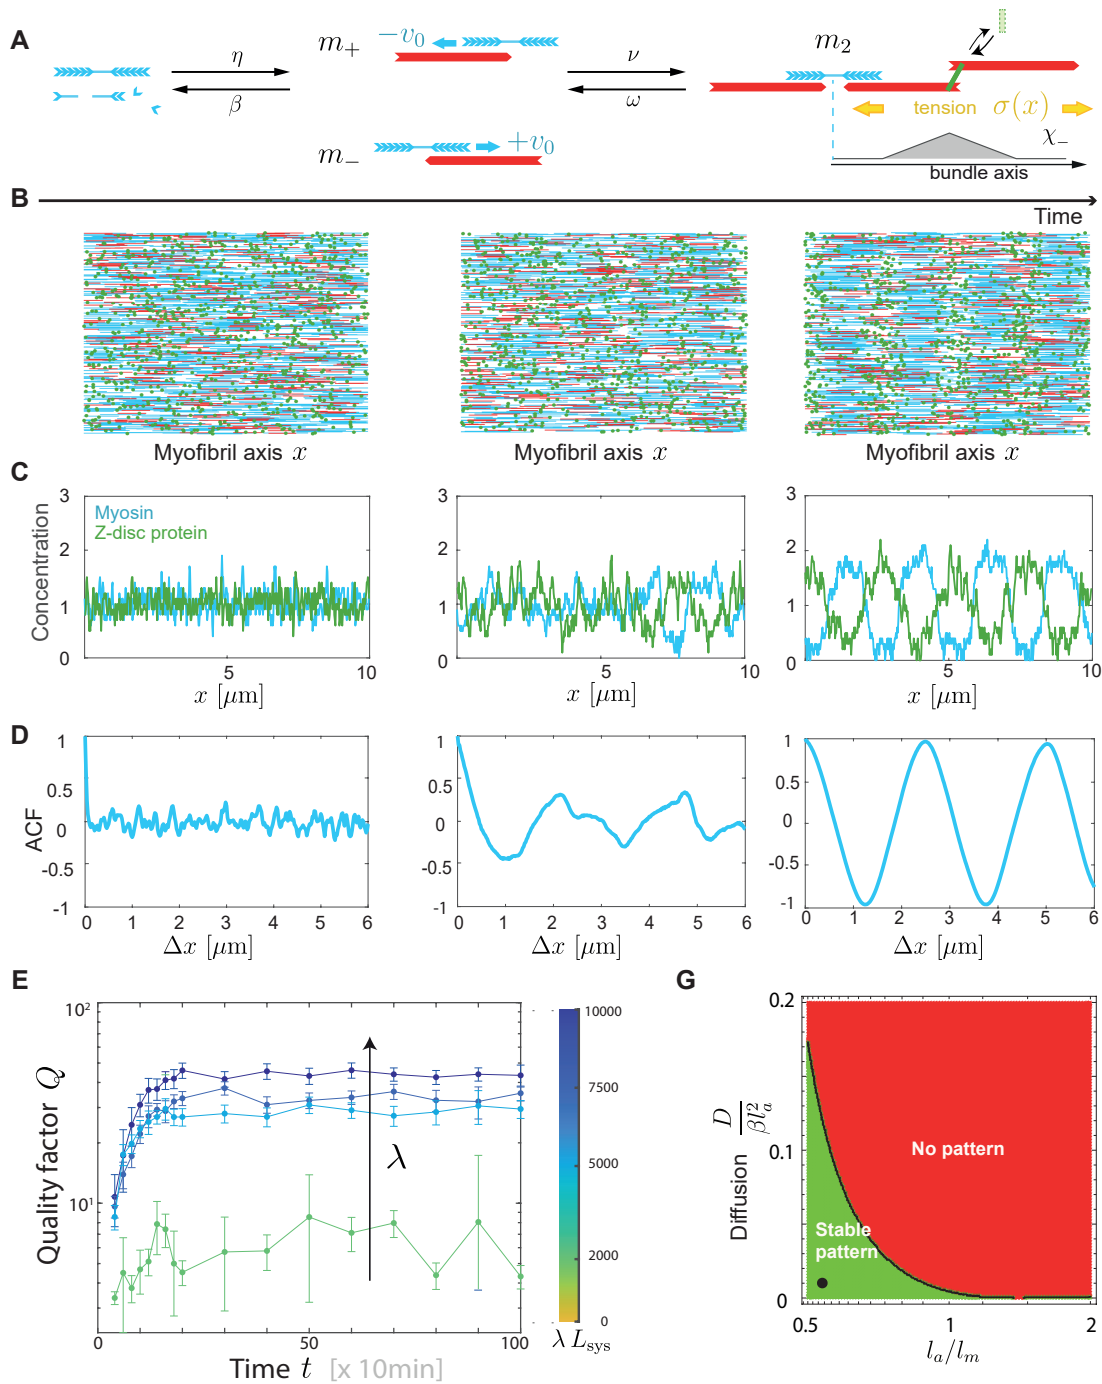 A
η
β
m₊
−v₀
m₋
+v₀
ν
ω
m₂
tension σ(x)
χ₋
bundle axis
B
Time
Myofibril axis x
Myofibril axis x
Myofibril axis x
C
Concentration
3
2
1
0
Myosin
Z-disc protein
5
10
x [μm]
3
2
1
0
5
10
x [μm]
3
2
1
0
5
10
x [μm]
D
ACF
1
0.5
0
-0.5
-1
0 1 2 3 4 5 6
Δx [μm]
1
0.5
0
-0.5
-1
0 1 2 3 4 5 6
Δx [μm]
1
0.5
0
-0.5
-1
0 1 2 3 4 5 6
Δx [μm]
E
Quality factor Q
10²
10¹
0
50
100
Time t [x 10min]
λ
10000
7500
5000
2000
0
λ L_sys
G
Diffusion D/(βl_a²)
0.2
0.1
0
No pattern
Stable
pattern
0.5
1
2
l_a/l_m